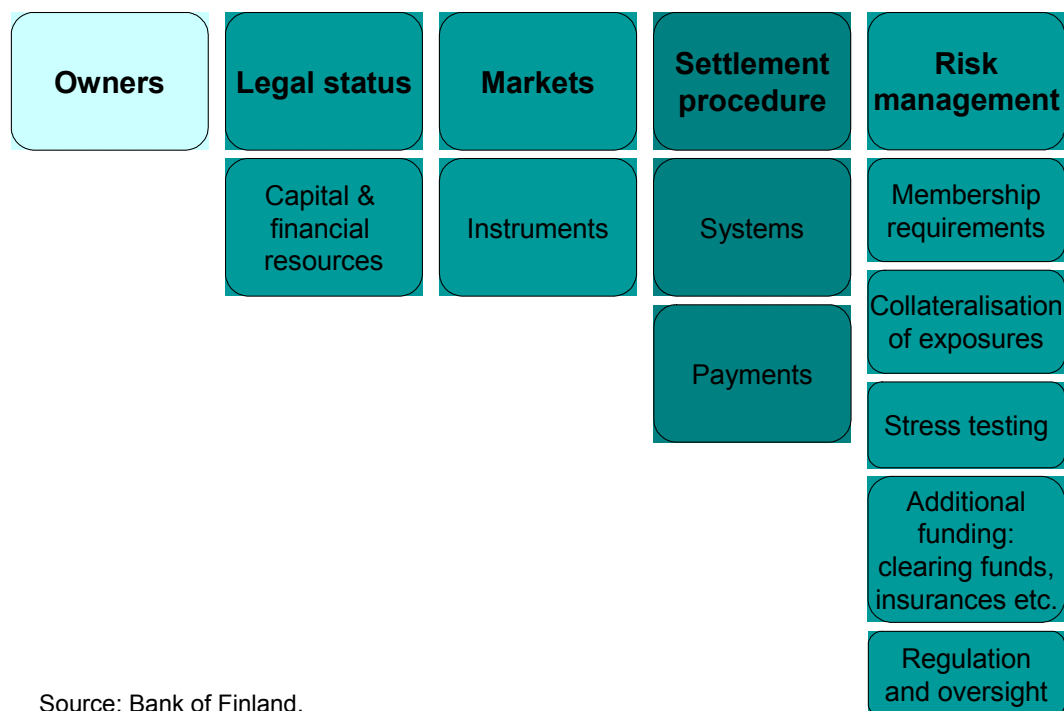 Owners
Legal status
Markets
Settlement
procedure
Risk
management
Capital &
financial
resources
Instruments
Systems
Payments
Membership
requirements
Collateralisation
of exposures
Stress testing
Additional
funding:
clearing funds,
insurances etc.
Regulation
and oversight
Source: Bank of Finland.